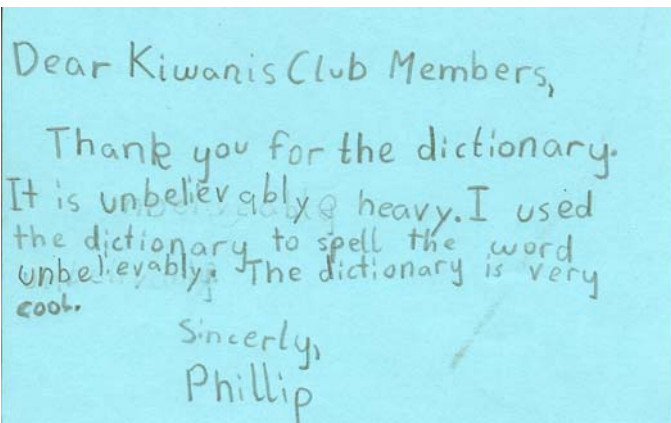 Dear Kiwanis Club Members,
Thank you for the dictionary.
It is unbelievably heavy. I used
the dictionary to spell the word
unbelievably. The dictionary is very
cool.
Sincerly,
Phillip